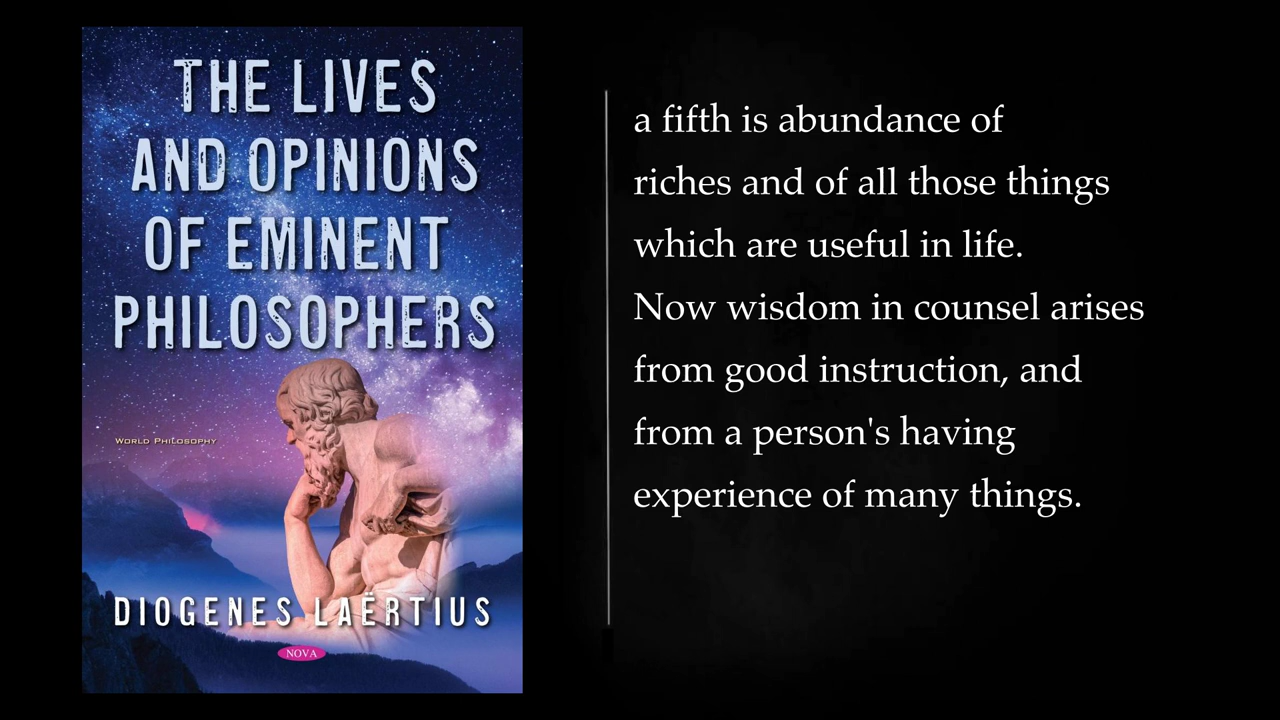 THE LIVES
AND OPINIONS
OF EMINENT
PHILOSOPHERS
WORLD PHILOSOPHY
DIOGENES LAËRTIUS
NOVA
a fifth is abundance of
riches and of all those things
which are useful in life.
Now wisdom in counsel arises
from good instruction, and
from a person's having
experience of many things.